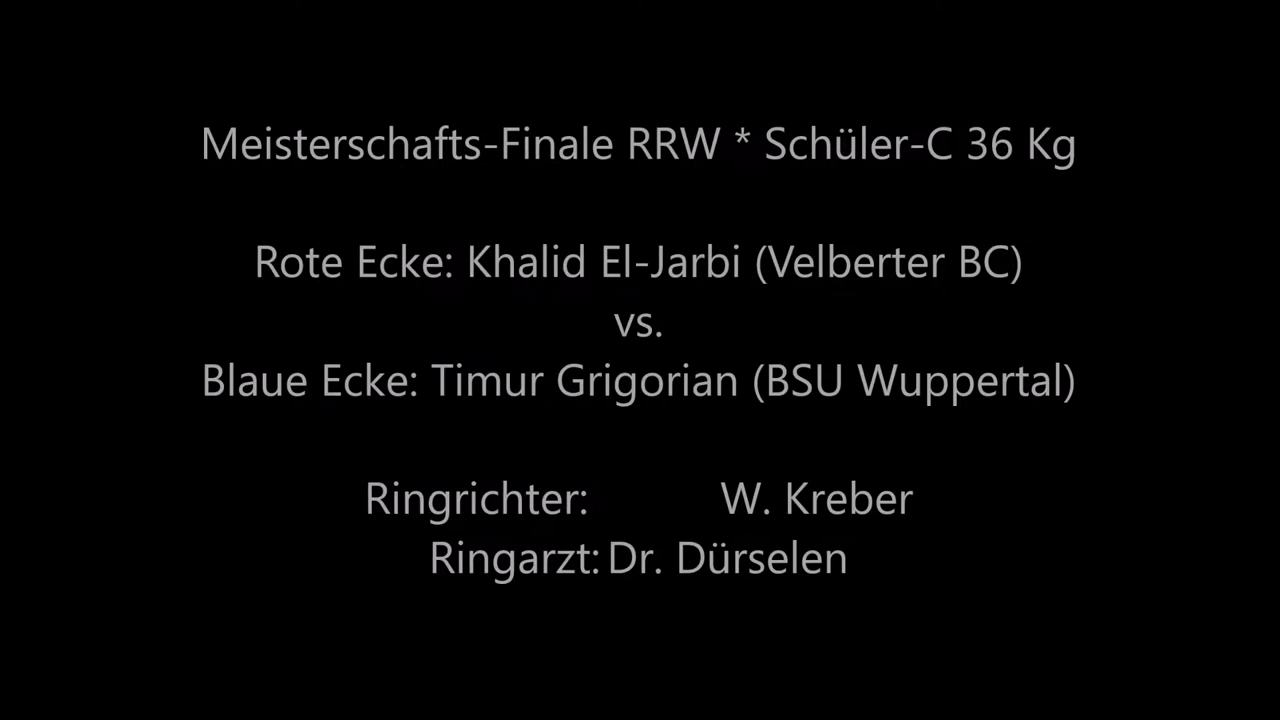 Meisterschafts-Finale RRW * Schüler-C 36 Kg
Rote Ecke: Khalid El-Jarbi (Velberter BC)
vs.
Blaue Ecke: Timur Grigorian (BSU Wuppertal)
Ringrichter: W. Kreber
Ringarzt: Dr. Dürselen